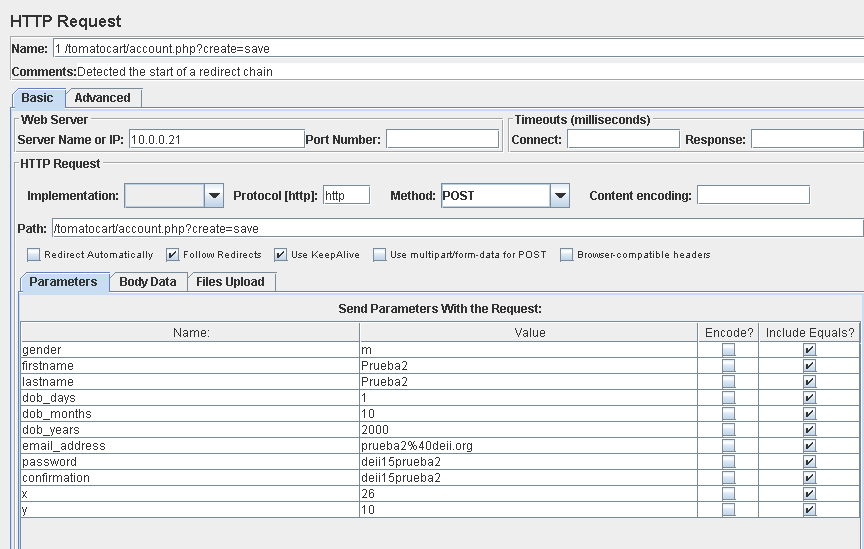 HTTP Request
Name: 1 /tomatocart/account.php?create=save
Comments: Detected the start of a redirect chain
Basic Advanced
Web Server Timeouts (milliseconds)
Server Name or IP: 10.0.0.21 Port Number: Connect: Response:
HTTP Request
Implementation: Protocol [http]: http Method: POST Content encoding:
Path: /tomatocart/account.php?create=save
Redirect Automatically Follow Redirects Use KeepAlive Use multipart/form-data for POST Browser-compatible headers
Parameters Body Data Files Upload
Send Parameters With the Request:
Name: Value Encode? Include Equals?
gender m
firstname Prueba2
lastname Prueba2
dob_days 1
dob_months 10
dob_years 2000
email_address prueba2%40deii.org
password deii15prueba2
confirmation deii15prueba2
x 26
y 10